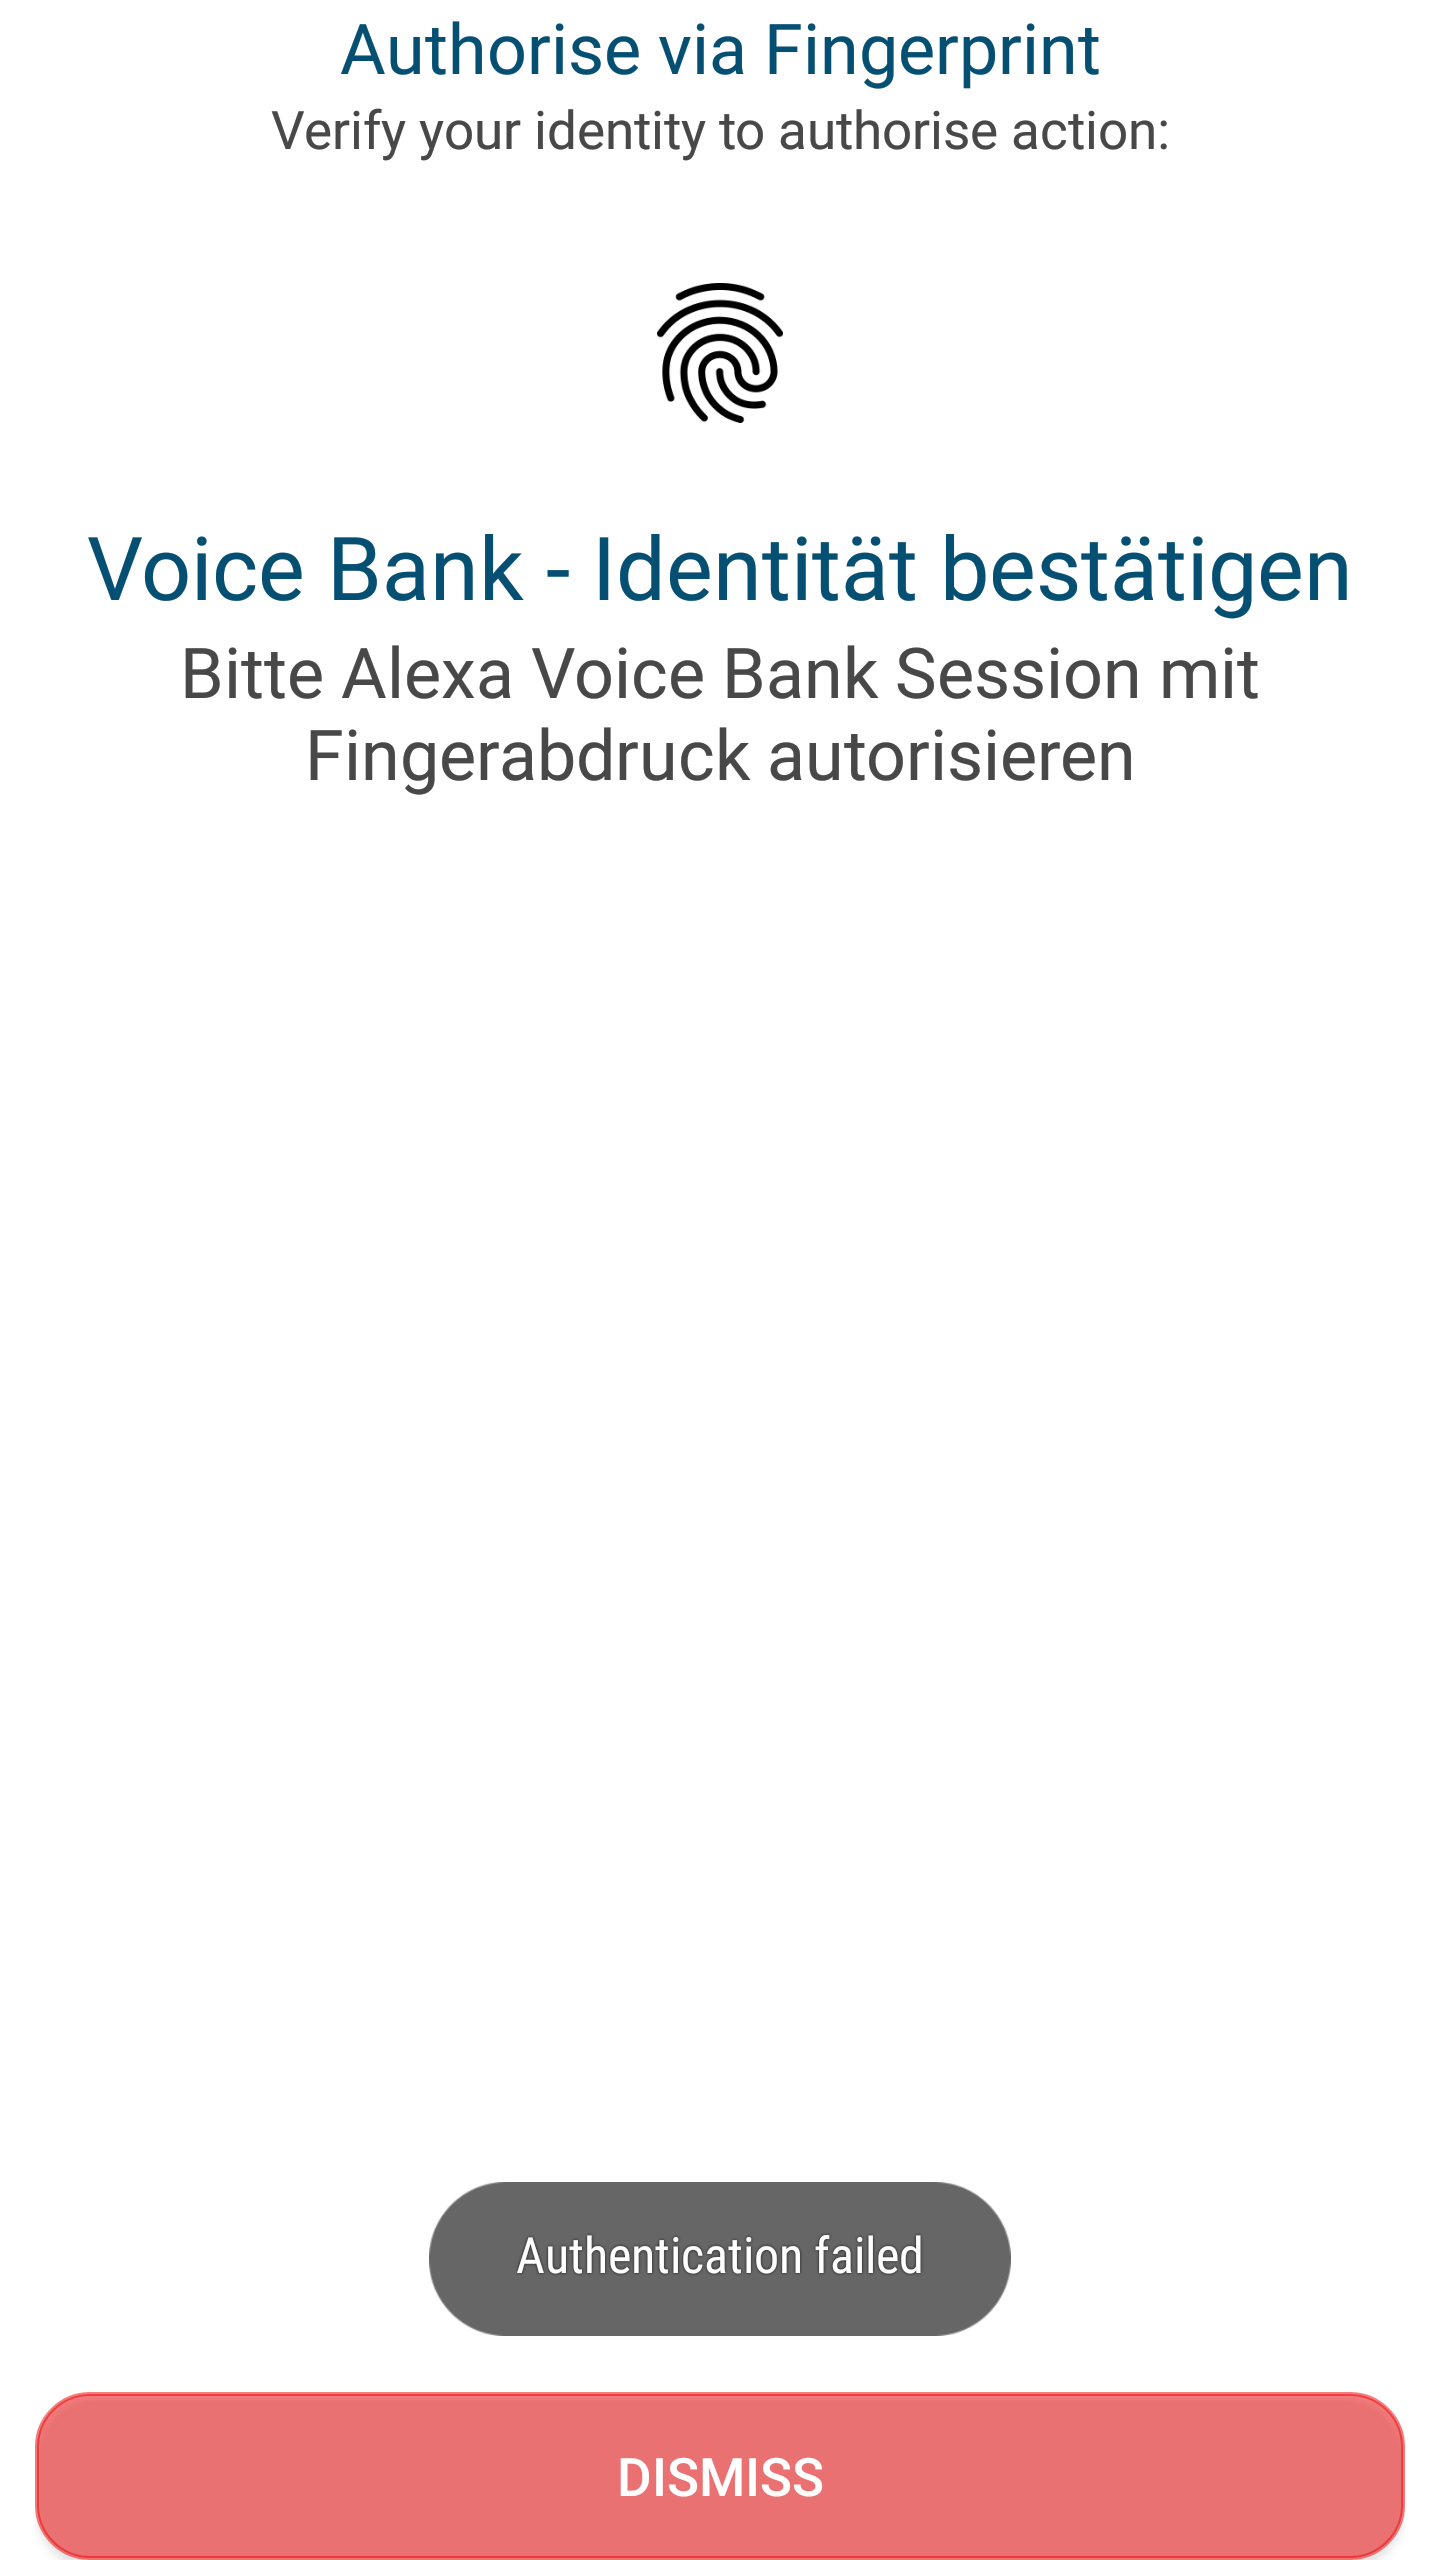 Authorise via Fingerprint
Verify your identity to authorise action:
Voice Bank - Identität bestätigen
Bitte Alexa Voice Bank Session mit
Fingerabdruck autorisieren
Authentication failed
DISMISS